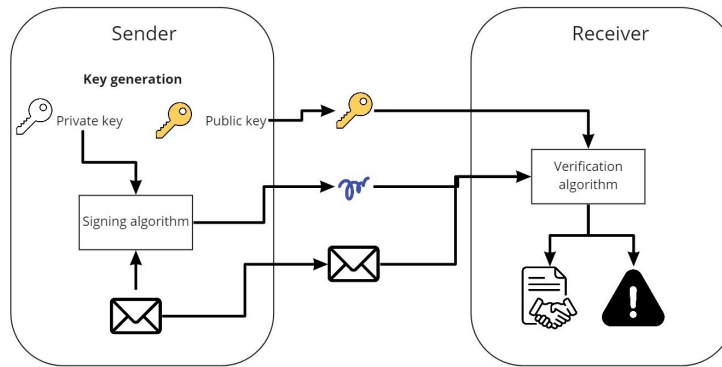 Sender
Receiver
Key generation
Private key
Public key
Signing algorithm
Verification
algorithm